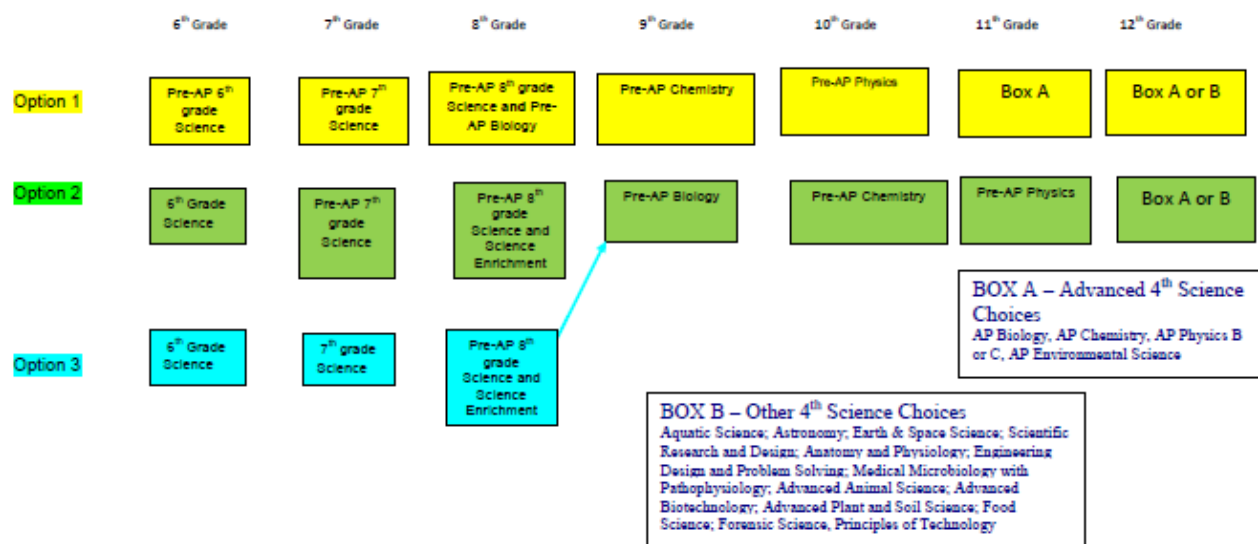 6th Grade
7th Grade
8th Grade
9th Grade
10th Grade
11th Grade
12th Grade
Option 1
Pre-AP 6th
grade
Science
Pre-AP 7th
grade
Science
Pre-AP 8th grade
Science and Pre-
AP Biology
Pre-AP Chemistry
Pre-AP Physics
Box A
Box A or B
Option 2
6th Grade
Science
Pre-AP 7th
grade
Science
Pre-AP 8th
grade
Science and
Science
Enrichment
Pre-AP Biology
Pre-AP Chemistry
Pre-AP Physics
Box A or B
Option 3
6th Grade
Science
7th grade
Science
Pre-AP 8th
grade
Science and
Science
Enrichment
BOX A – Advanced 4th Science
Choices
AP Biology, AP Chemistry, AP Physics B
or C, AP Environmental Science
BOX B – Other 4th Science Choices
Aquatic Science; Astronomy; Earth & Space Science; Scientific
Research and Design; Anatomy and Physiology; Engineering
Design and Problem Solving; Medical Microbiology with
Pathophysiology; Advanced Animal Science; Advanced
Biotechnology; Advanced Plant and Soil Science; Food
Science; Forensic Science, Principles of Technology